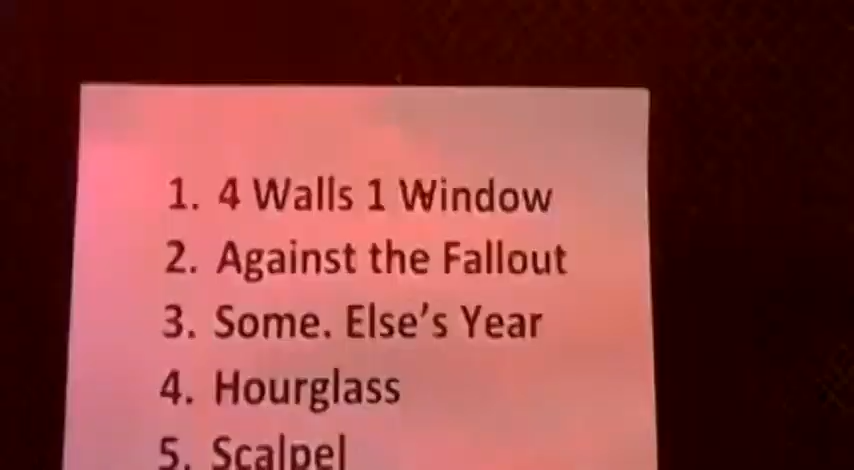 1. 4 Walls 1 Window
2. Against the Fallout
3. Some. Else's Year
4. Hourglass
5. Scalpel